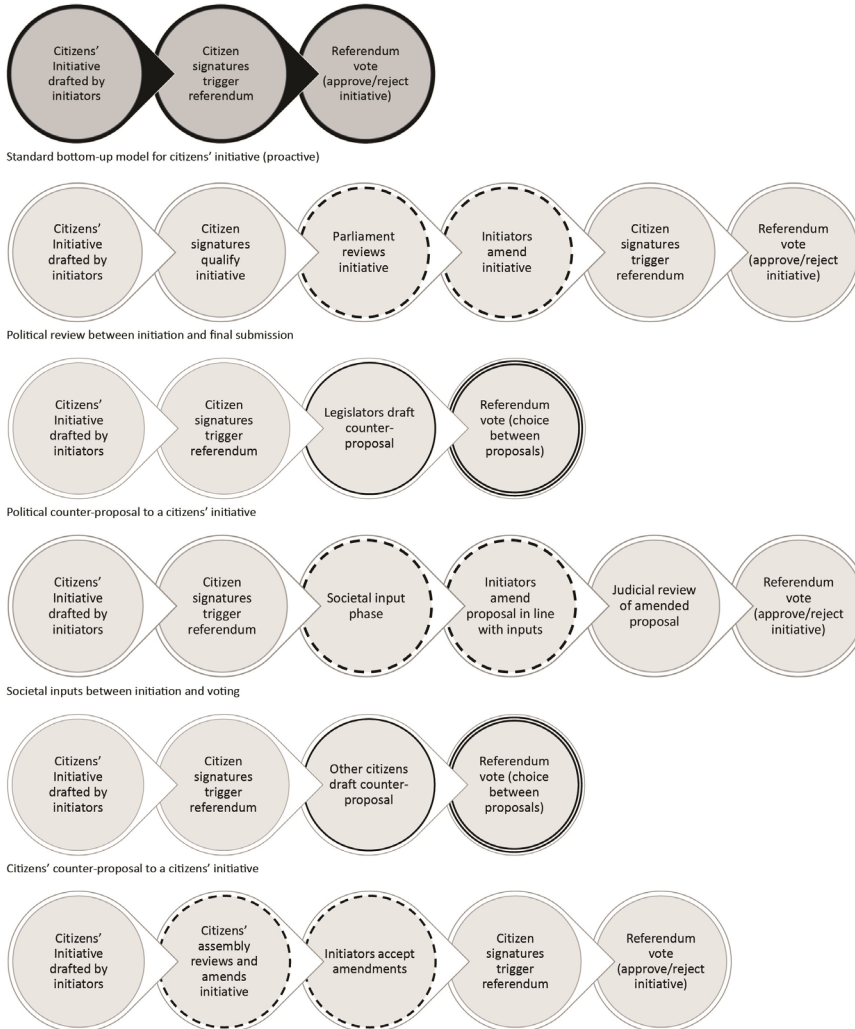 Citizens’
Initiative
drafted by
initiators
Citizen
signatures
trigger
referendum
Referendum
vote
(approve/reject
initiative)
Standard bottom-up model for citizens’ initiative (proactive)
Citizens’
Initiative
drafted by
initiators
Citizen
signatures
qualify
initiative
Parliament
reviews
initiative
Initiators
amend
initiative
Citizen
signatures
trigger
referendum
Referendum
vote
(approve/reject
initiative)
Political review between initiation and final submission
Citizens’
Initiative
drafted by
initiators
Citizen
signatures
trigger
referendum
Legislators draft
counter-
proposal
Referendum
vote (choice
between
proposals)
Political counter-proposal to a citizens’ initiative
Citizens’
Initiative
drafted by
initiators
Citizen
signatures
trigger
referendum
Societal input
phase
Initiators
amend
proposal in line
with inputs
Judicial review
of amended
proposal
Referendum
vote
(approve/reject
initiative)
Societal inputs between initiation and voting
Citizens’
Initiative
drafted by
initiators
Citizen
signatures
trigger
referendum
Other citizens
draft counter-
proposal
Referendum
vote (choice
between
proposals)
Citizens’ counter-proposal to a citizens’ initiative
Citizens’
Initiative
drafted by
initiators
Citizens’
assembly
reviews and
amends
initiative
Initiators accept
amendments
Citizen
signatures
trigger
referendum
Referendum
vote
(approve/reject
initiative)